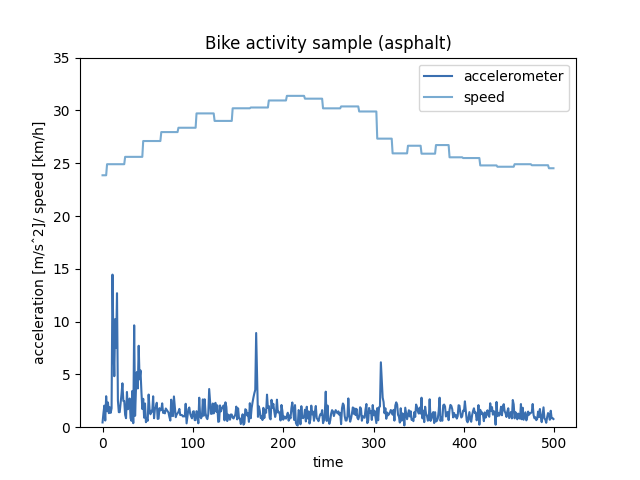 Bike activity sample (asphalt)
accelerometer
speed
acceleration [m/s^2]/ speed [km/h]
35
30
25
20
15
10
5
0
0 100 200 300 400 500
time